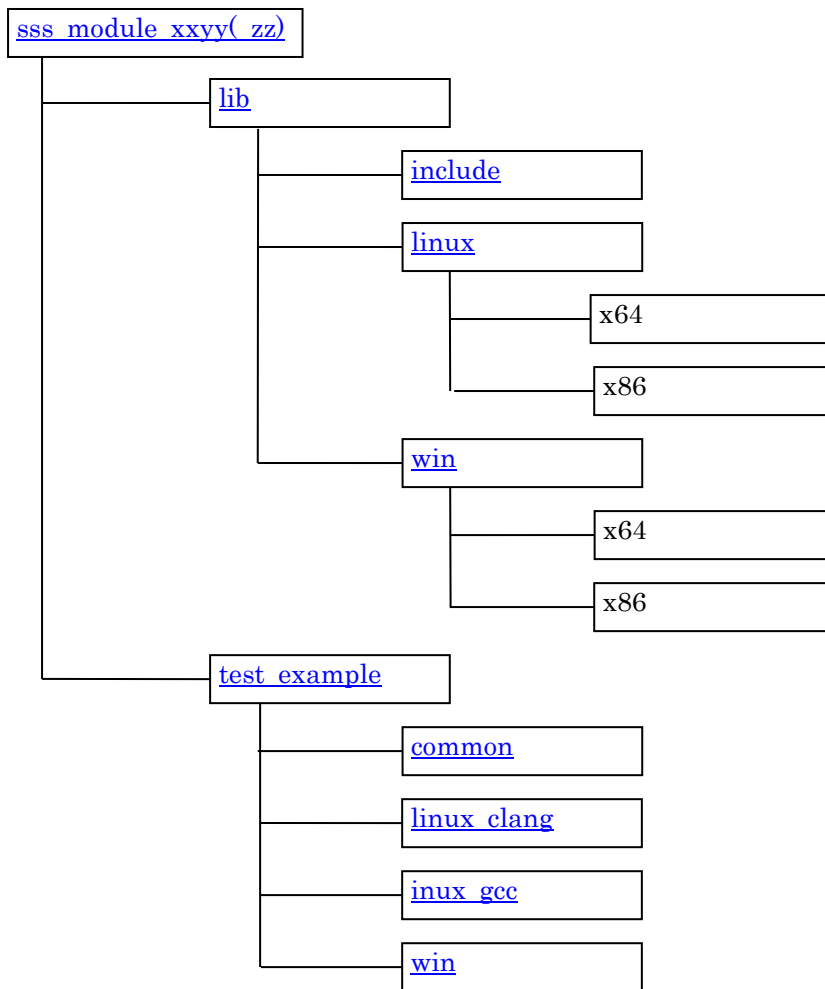 sss_module_xxyy(_zz)
lib
include
linux
x64
x86
win
x64
x86
test_example
common
linux_clang
inux_gcc
win